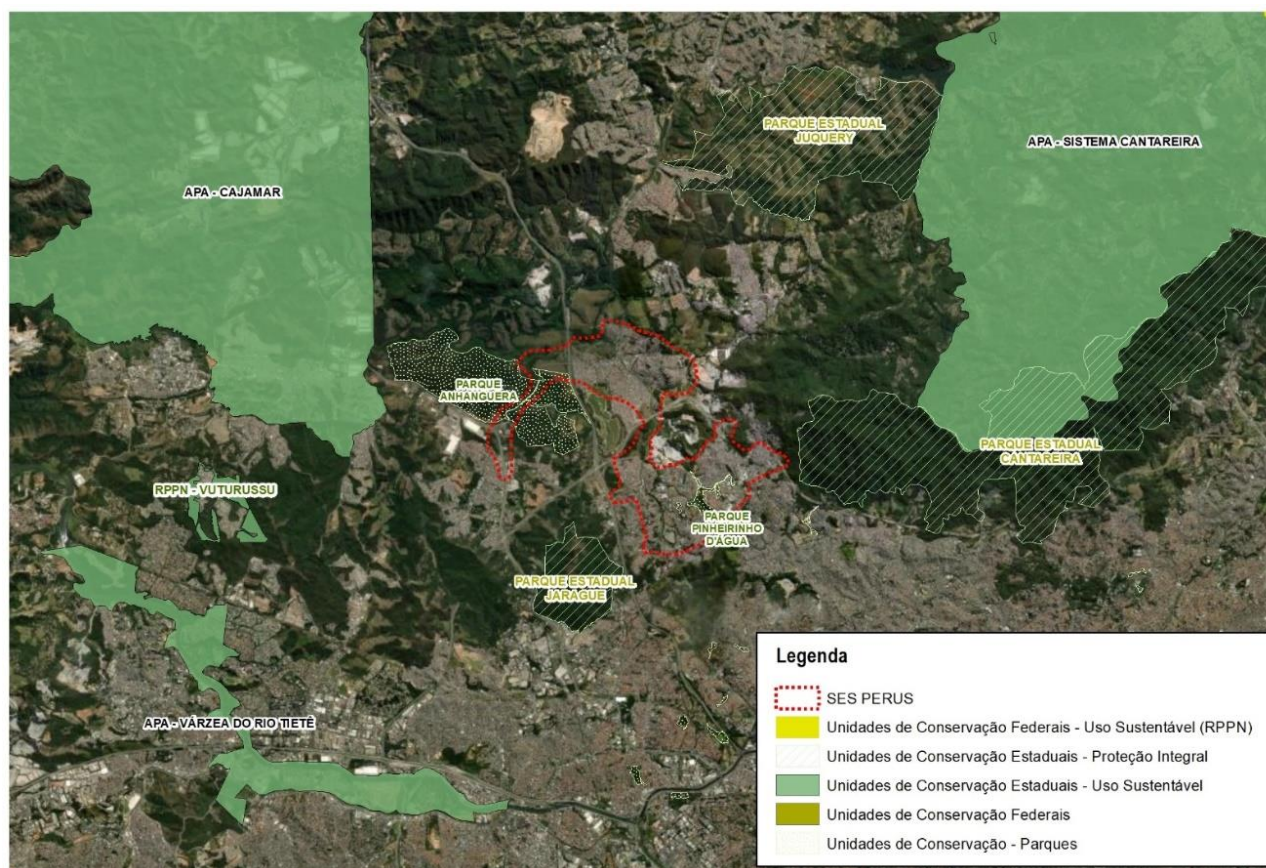 PARQUE ESTADUAL
JUQUERY
APA - SISTEMA CANTAREIRA
APA - CAJAMAR
PARQUE
ANHANGUERA
PARQUE ESTADUAL
CANTAREIRA
RPPN - VUTURUSSU
PARQUE
PINHEIRINHO
D'ÁGUA
PARQUE ESTADUAL
JARAGUE
APA - VÁRZEA DO RIO TIETÊ
Legenda
SES PERUS
Unidades de Conservação Federais - Uso Sustentável (RPPN)
Unidades de Conservação Estaduais - Proteção Integral
Unidades de Conservação Estaduais - Uso Sustentável
Unidades de Conservação Federais
Unidades de Conservação - Parques